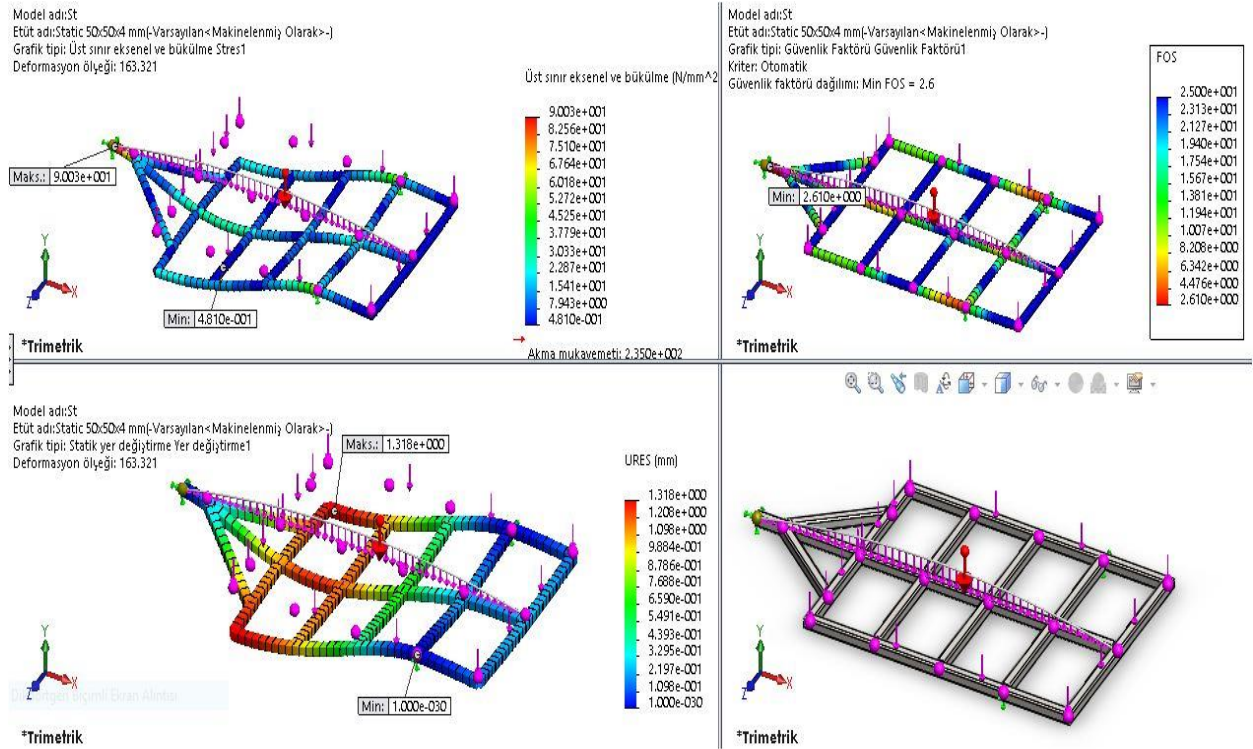 Model adı:St
Etüt adı:Static 50x50x4 mm(-Varsayılan<Makinelenmiş Olarak>-)
Grafik tipi: Üst sınır eksenel ve bükülme Stres1
Deformasyon ölçeği: 163.321
Üst sınır eksenel ve bükülme (N/mm^2
9.003e+001
8.256e+001
7.510e+001
6.764e+001
6.018e+001
5.272e+001
4.525e+001
3.779e+001
3.033e+001
2.287e+001
1.541e+001
7.943e+000
4.810e-001
Akma mukavemeti: 2.350e+002
Maks.: 9.003e+001
Min: 4.810e-001
Y
X
Z
*Trimetrik
Model adı:St
Etüt adı:Static 50x50x4 mm(-Varsayılan<Makinelenmiş Olarak>-)
Grafik tipi: Güvenlik Faktörü Güvenlik Faktörü1
Kriter: Otomatik
Güvenlik faktörü dağılımı: Min FOS = 2.6
FOS
2.500e+001
2.313e+001
2.127e+001
1.940e+001
1.754e+001
1.567e+001
1.381e+001
1.194e+001
1.007e+001
8.208e+000
6.342e+000
4.476e+000
2.610e+000
Min: 2.610e+000
Y
X
Z
*Trimetrik
Model adı:St
Etüt adı:Static 50x50x4 mm(-Varsayılan<Makinelenmiş Olarak>-)
Grafik tipi: Statik yer değiştirme Yer değiştirme1
Deformasyon ölçeği: 163.321
Maks.: 1.318e+000
URES (mm)
1.318e+000
1.208e+000
1.098e+000
9.884e-001
8.786e-001
7.688e-001
6.590e-001
5.491e-001
4.393e-001
3.295e-001
2.197e-001
1.098e-001
1.000e-030
Min: 1.000e-030
Y
X
Z
Ekran Alıntısı
*Trimetrik
Y
X
Z
*Trimetrik